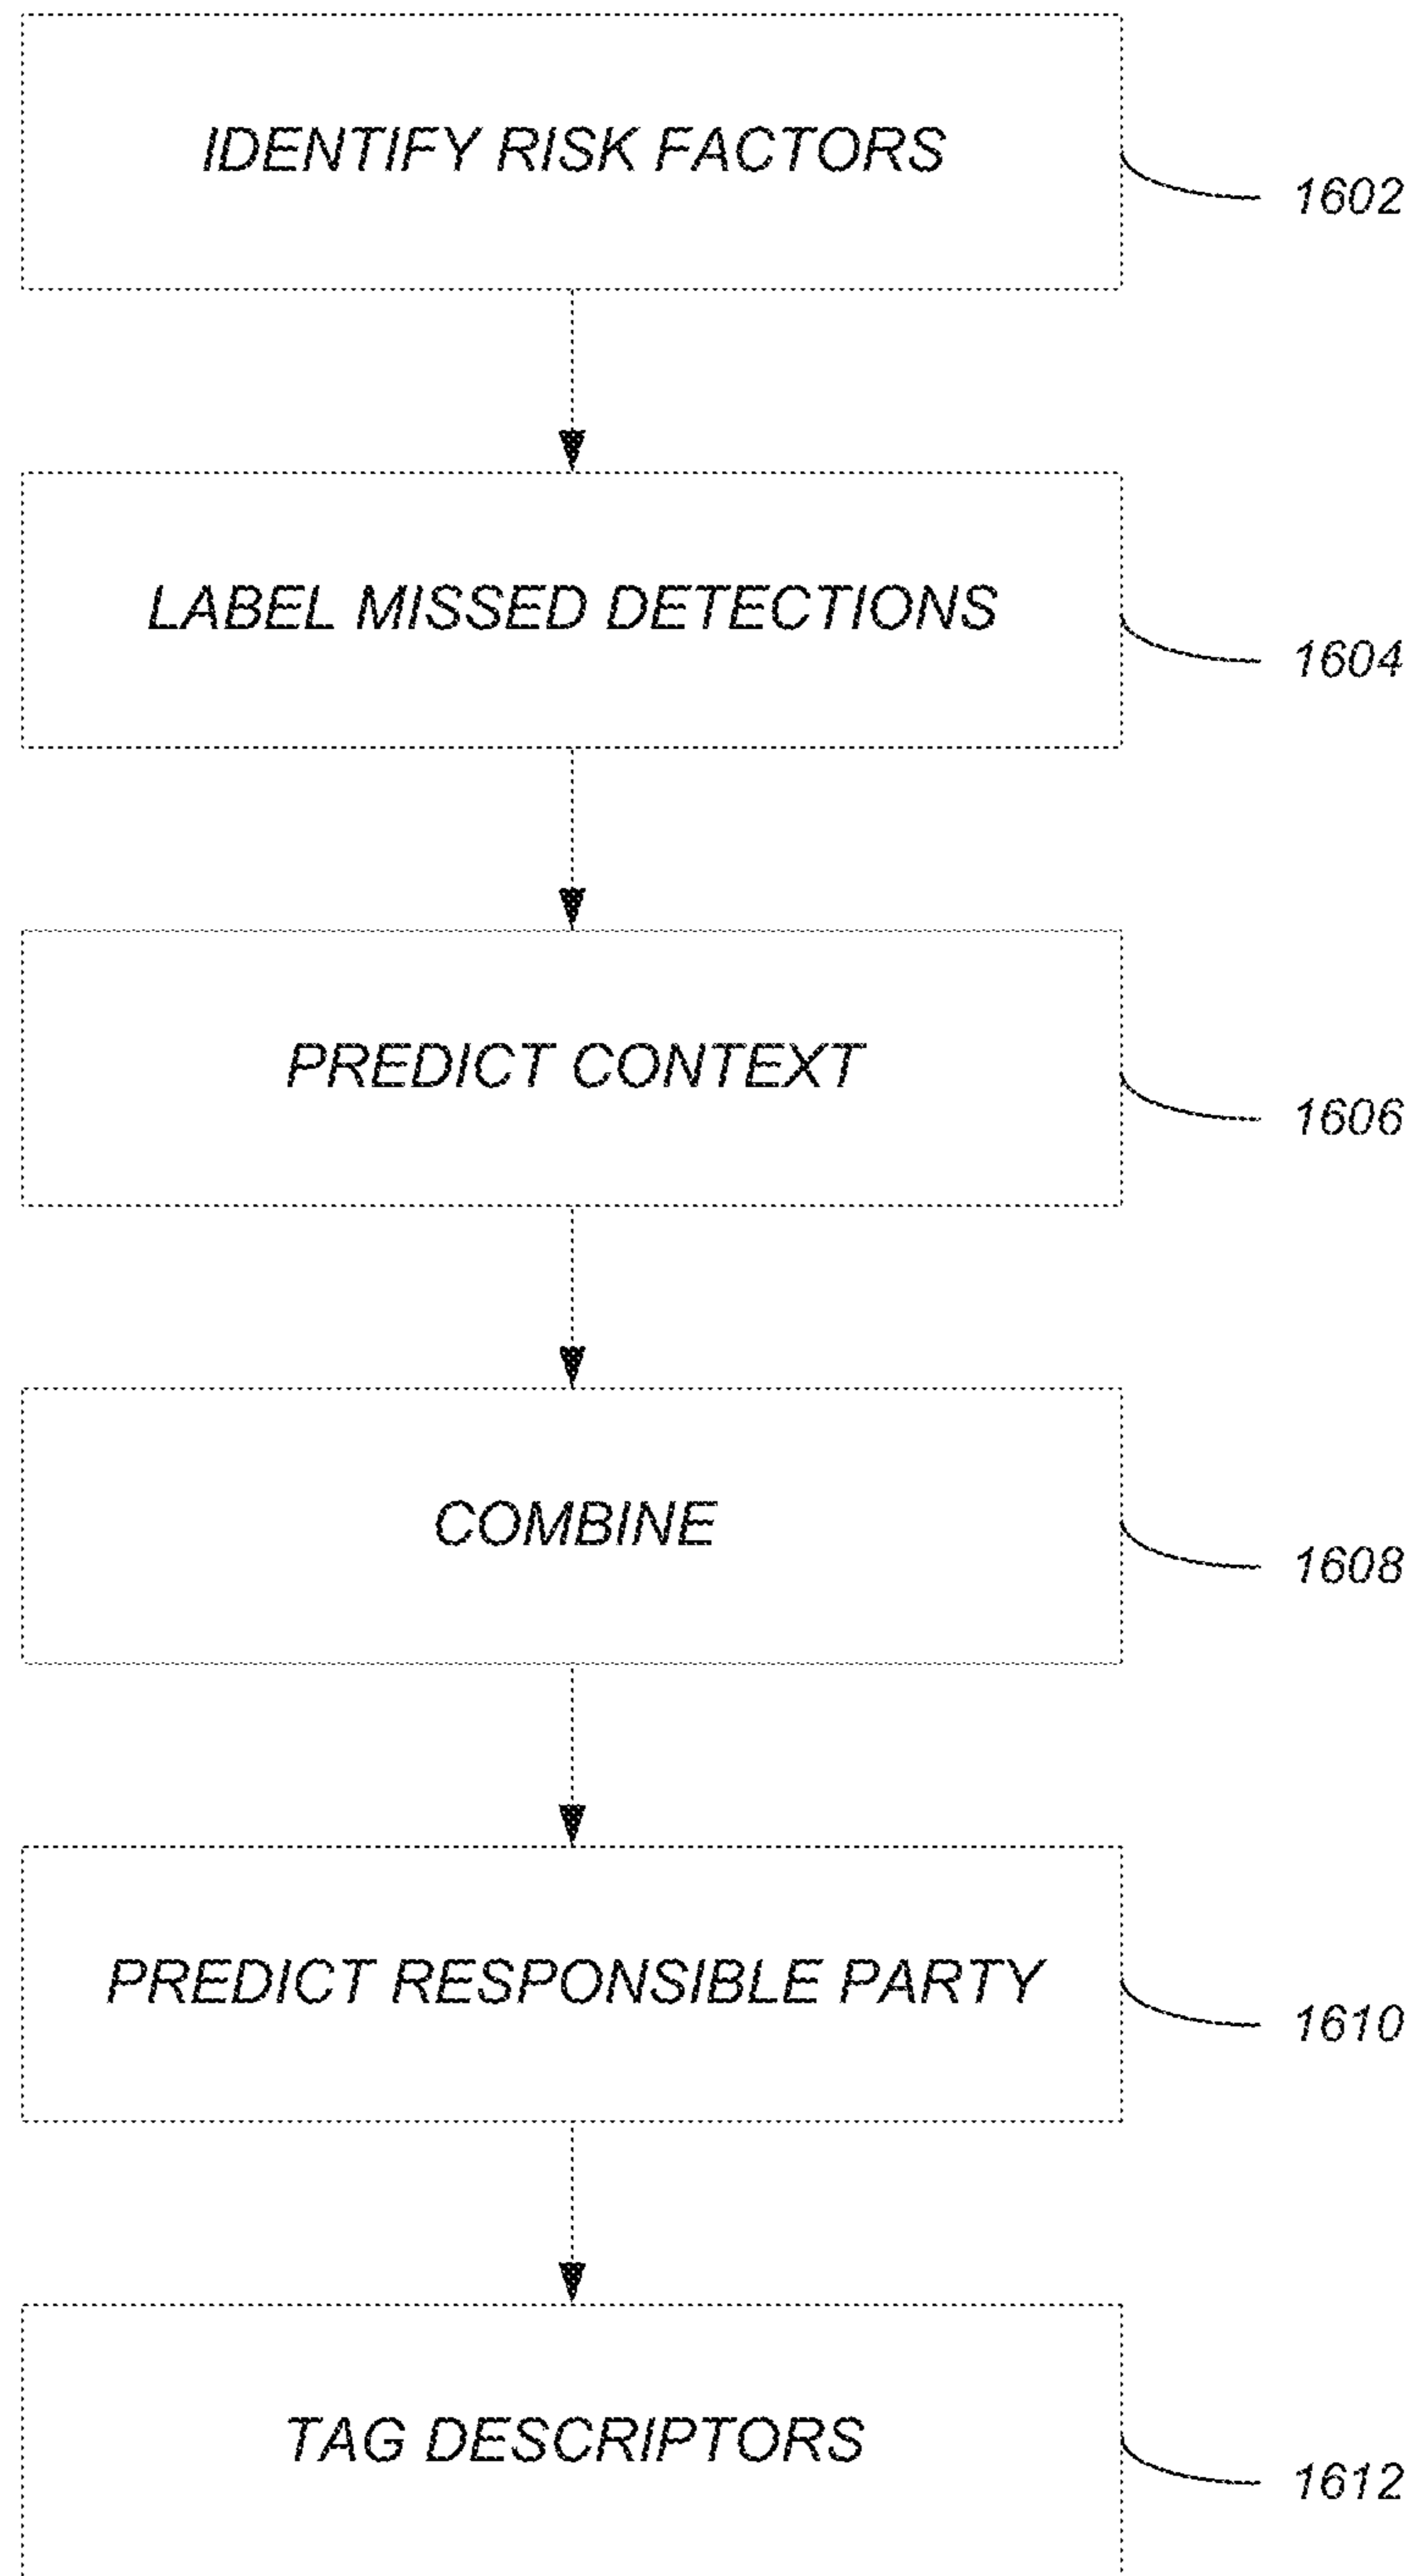 IDENTIFY RISK FACTORS
1602
LABEL MISSED DETECTIONS
1604
PREDICT CONTEXT
1606
COMBINE
1608
PREDICT RESPONSIBLE PARTY
1610
TAG DESCRIPTORS
1612